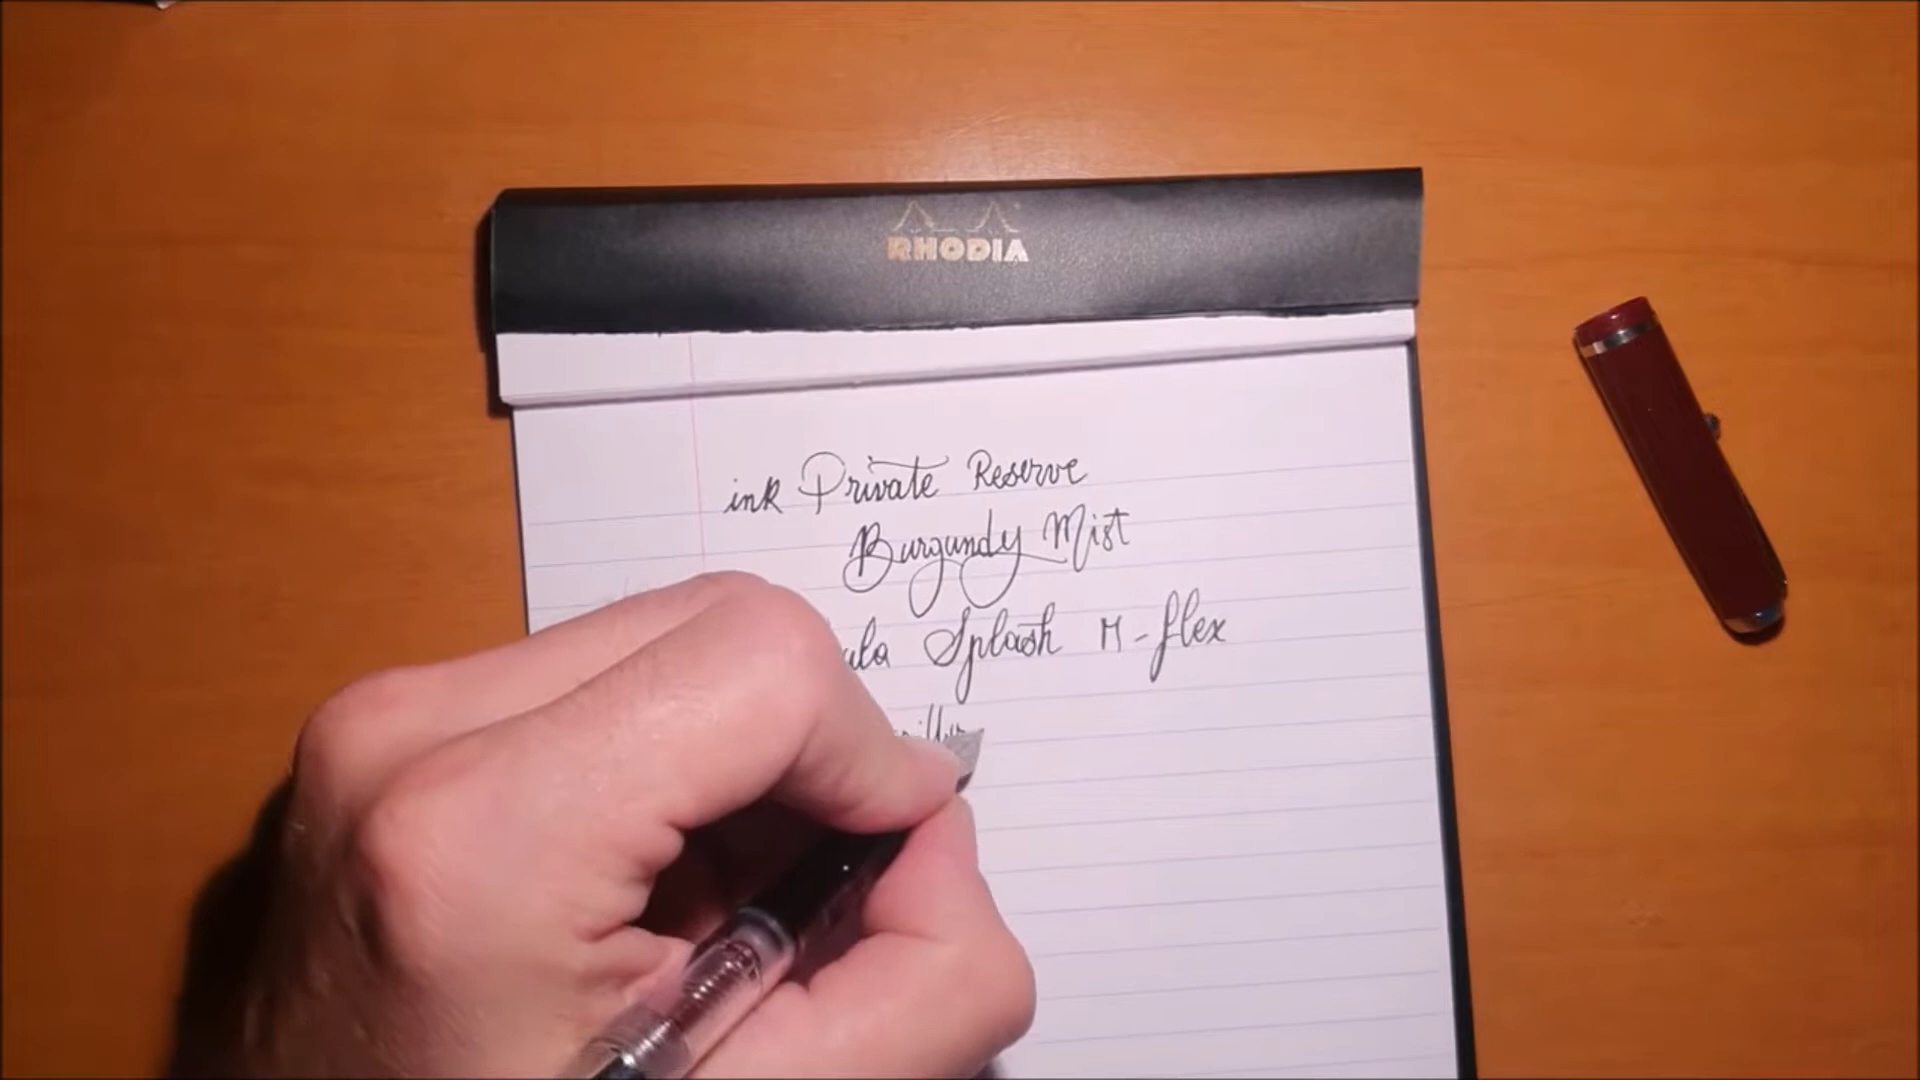 RHODIA
ink Private Reserve
Burgundy Mist
Splash M-flex